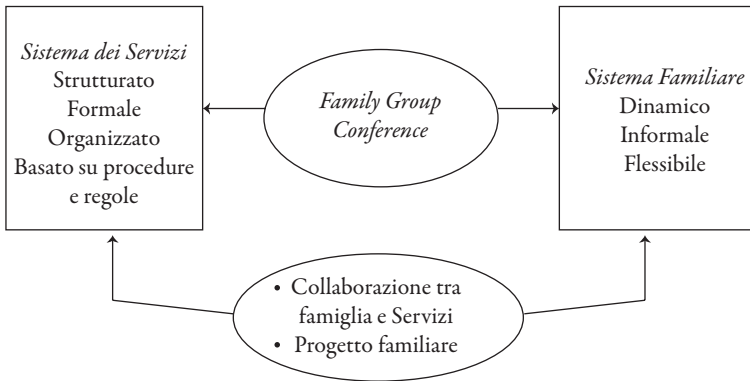 Sistema dei Servizi
Strutturato
Formale
Organizzato
Basato su procedure
e regole
Family Group
Conference
Sistema Familiare
Dinamico
Informale
Flessibile
• Collaborazione tra
famiglia e Servizi
• Progetto familiare